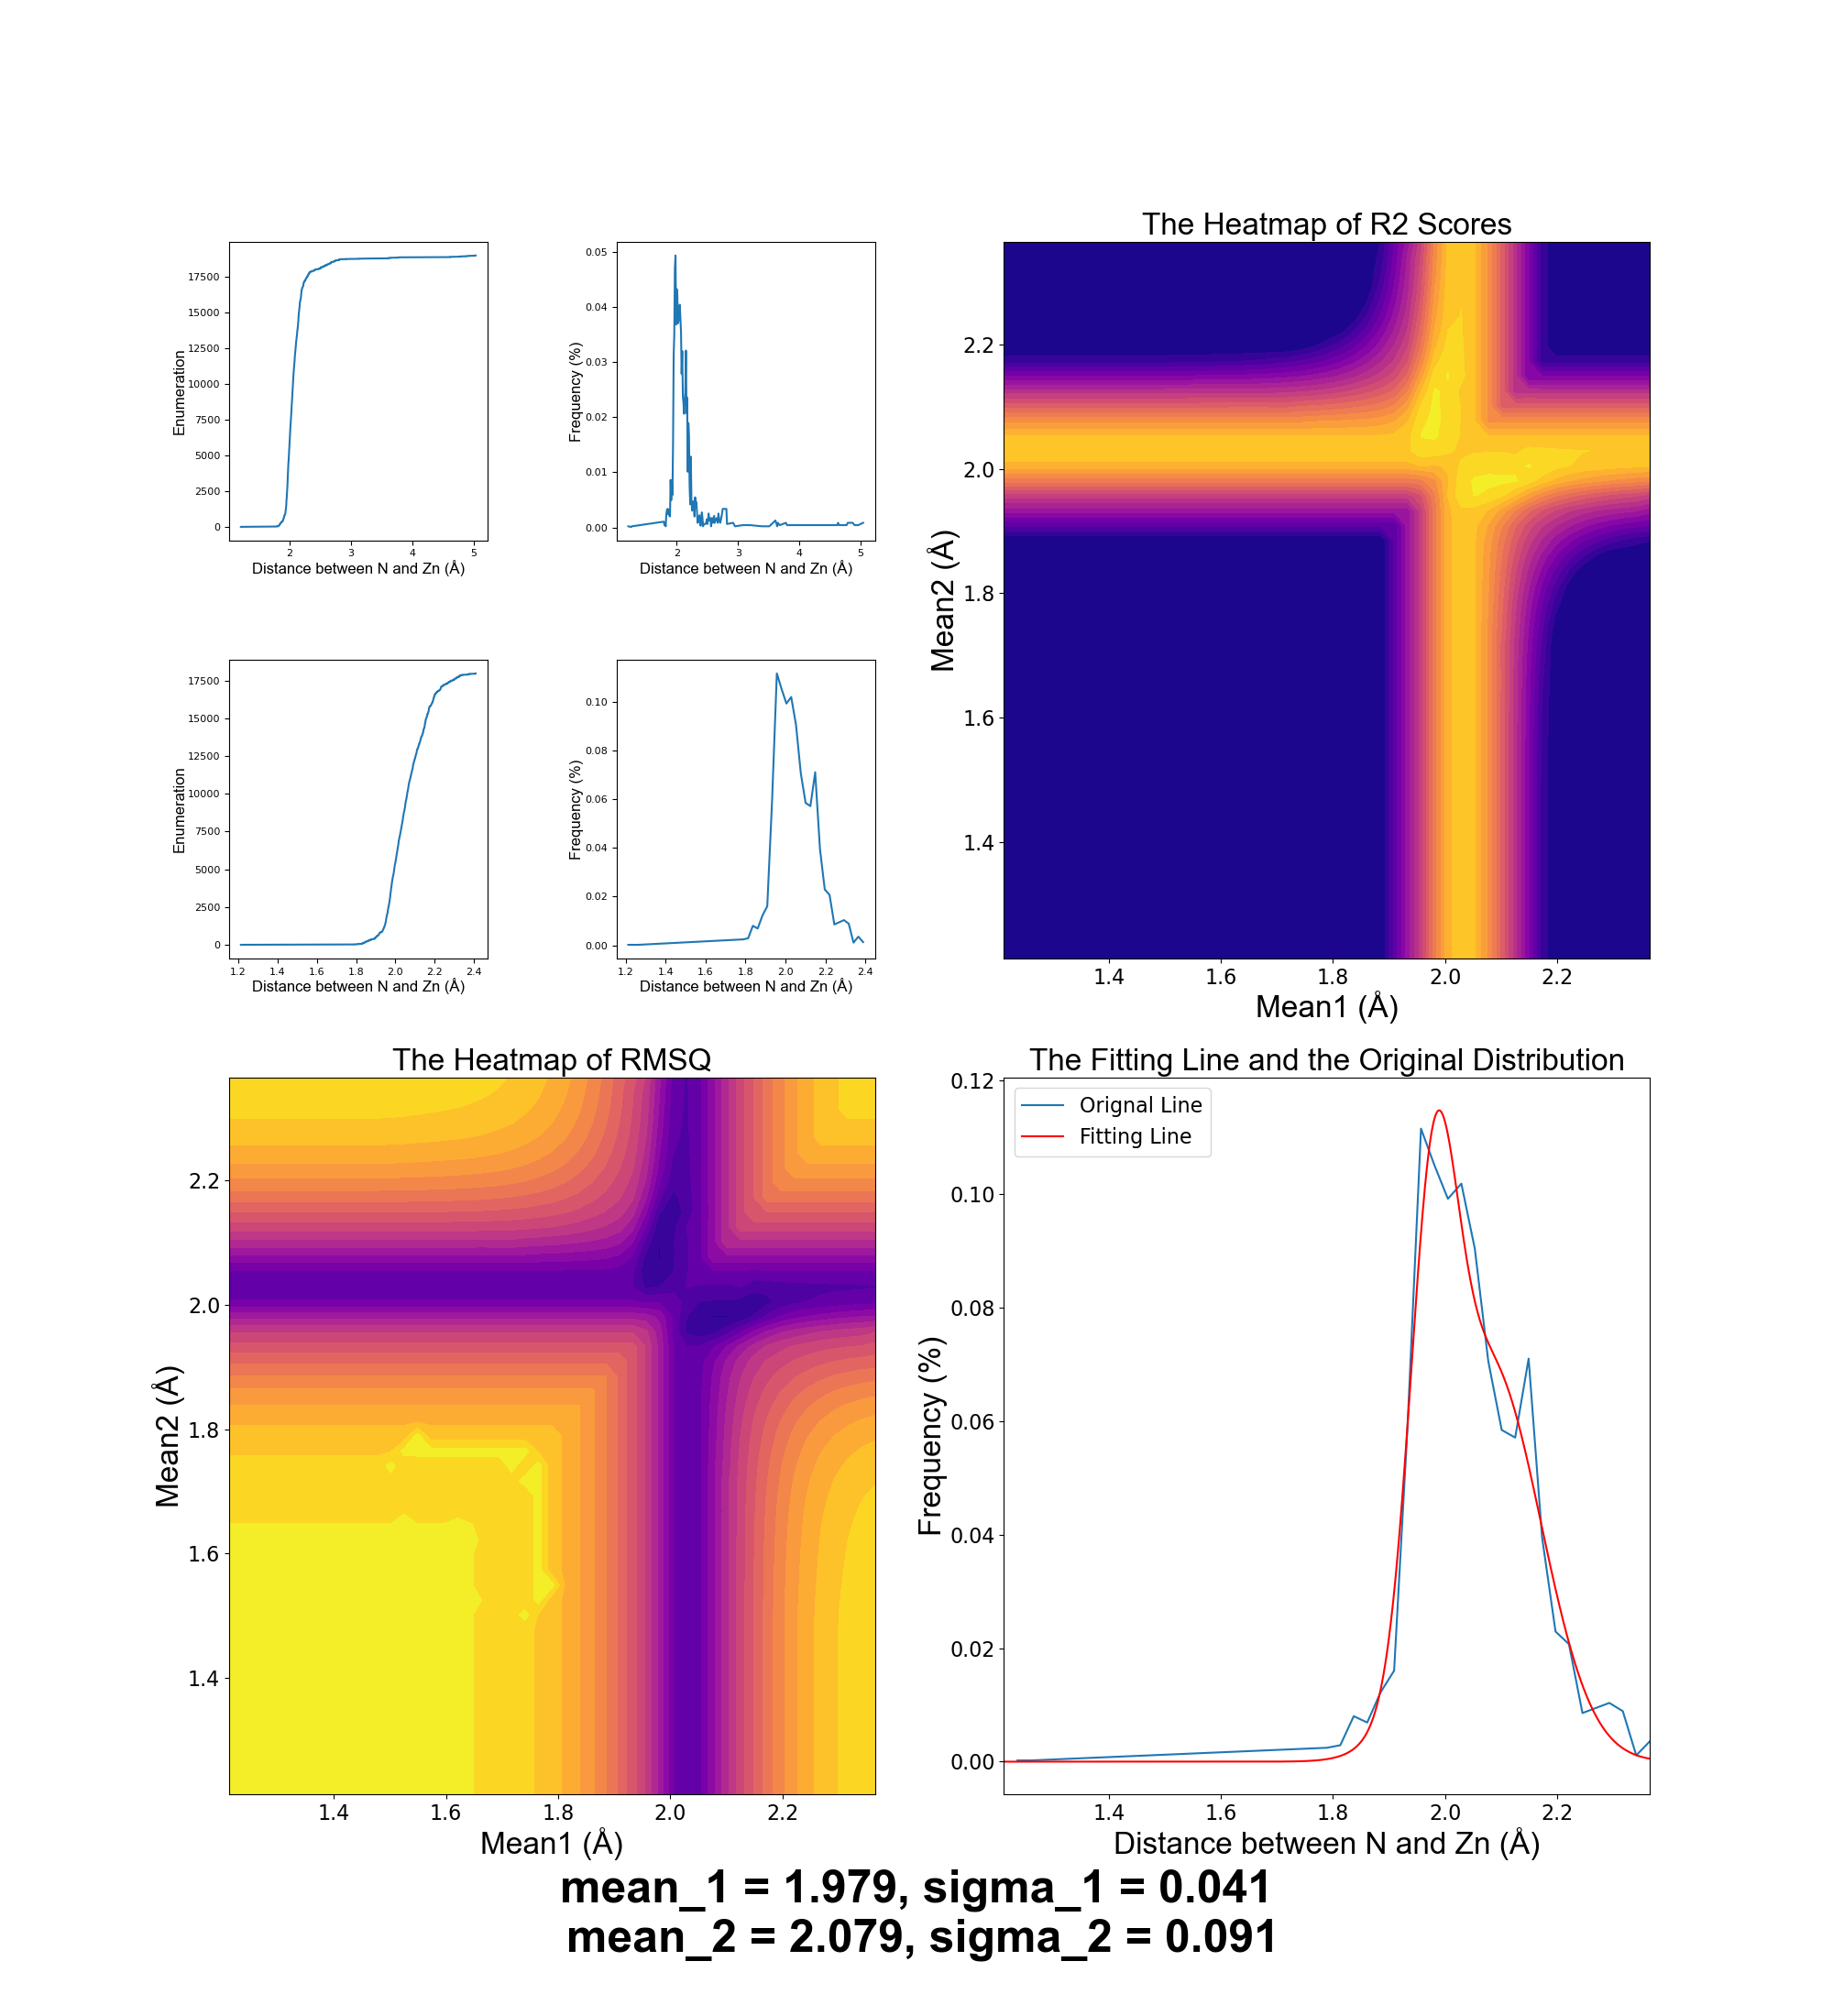 Enumeration
17500
15000
12500
10000
7500
5000
2500
0
2 3 4 5
Distance between N and Zn (Å)
Frequency (%)
0.05
0.04
0.03
0.02
0.01
0.00
2 3 4 5
Distance between N and Zn (Å)
The Heatmap of R2 Scores
Mean2 (Å)
2.2
2.0
1.8
1.6
1.4
1.4 1.6 1.8 2.0 2.2
Mean1 (Å)
Enumeration
17500
15000
12500
10000
7500
5000
2500
0
1.2 1.4 1.6 1.8 2.0 2.2 2.4
Distance between N and Zn (Å)
Frequency (%)
0.10
0.08
0.06
0.04
0.02
0.00
1.2 1.4 1.6 1.8 2.0 2.2 2.4
Distance between N and Zn (Å)
The Heatmap of RMSQ
Mean2 (Å)
2.2
2.0
1.8
1.6
1.4
1.4 1.6 1.8 2.0 2.2
Mean1 (Å)
The Fitting Line and the Original Distribution
Orignal Line
Fitting Line
Frequency (%)
0.12
0.10
0.08
0.06
0.04
0.02
0.00
1.4 1.6 1.8 2.0 2.2
Distance between N and Zn (Å)
mean_1 = 1.979, sigma_1 = 0.041
mean_2 = 2.079, sigma_2 = 0.091